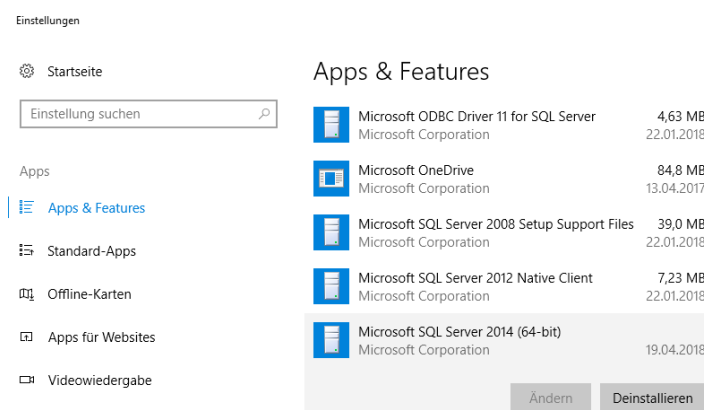 Einstellungen
Startseite
Einstellung suchen
Apps
Apps & Features
Standard-Apps
Offline-Karten
Apps für Websites
Videowiedergabe
Apps & Features
Microsoft ODBC Driver 11 for SQL Server 4,63 MB
Microsoft Corporation 22.01.2018
Microsoft OneDrive 84,8 MB
Microsoft Corporation 13.04.2017
Microsoft SQL Server 2008 Setup Support Files 39,0 MB
Microsoft Corporation 22.01.2018
Microsoft SQL Server 2012 Native Client 7,23 MB
Microsoft Corporation 22.01.2018
Microsoft SQL Server 2014 (64-bit)
Microsoft Corporation 19.04.2018
Ändern Deinstallieren